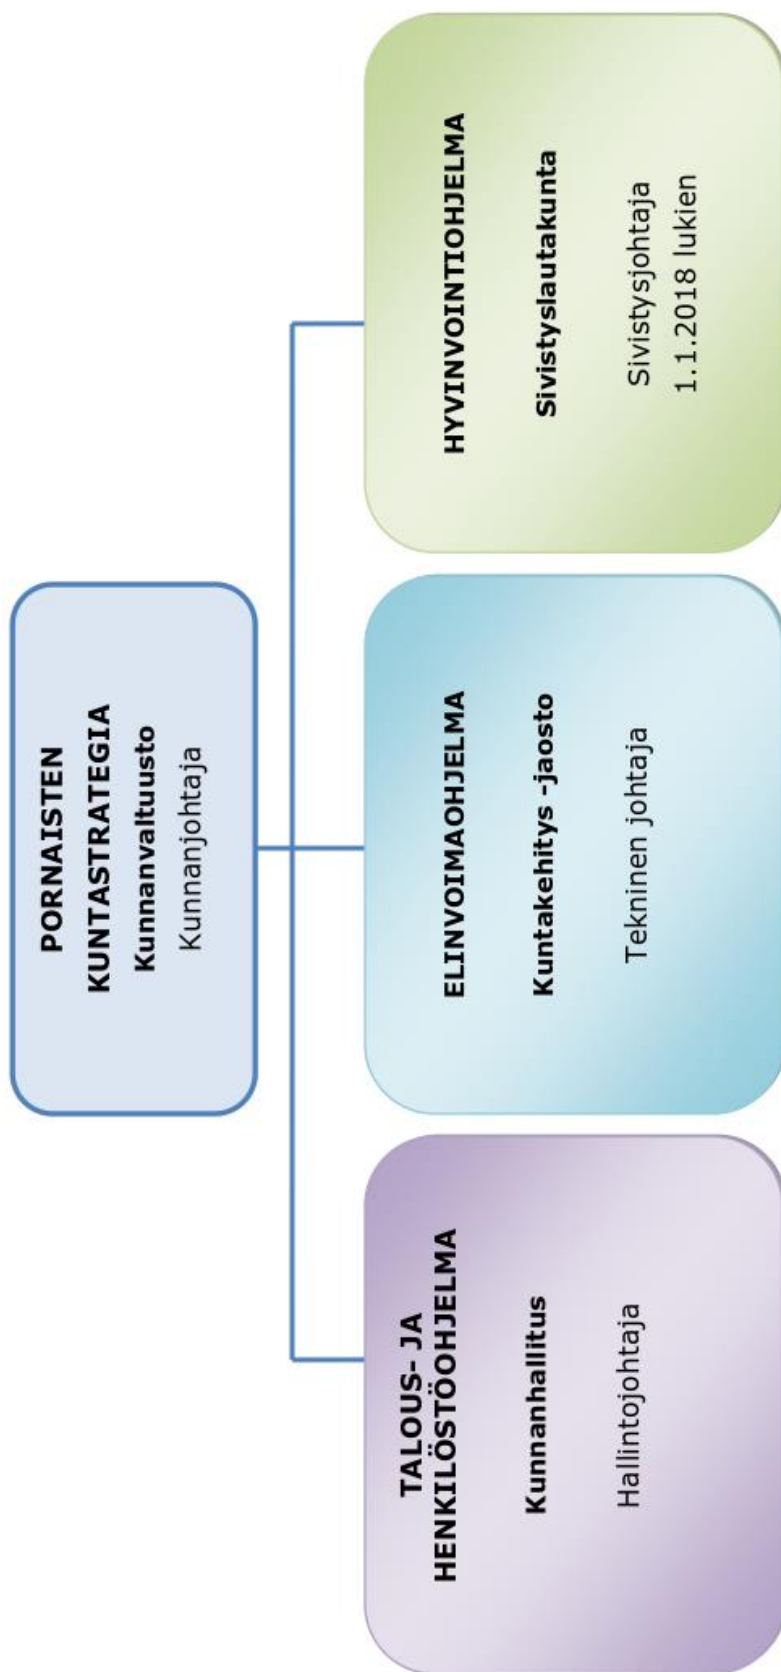 PORNAISTEN
KUNTASTRATEGIA
Kunnanvaltuusto
Kunnanjohtaja
TALOUS- JA
HENKILÖSTÖOHJELMA
Kunnanhallitus
Hallintojohtaja
ELINVOIMAOHJELMA
Kuntakehitys -jaosto
Tekninen johtaja
HYVINVOINTIOHJELMA
Sivistyslautakunta
Sivistysjohtaja
1.1.2018 lukien